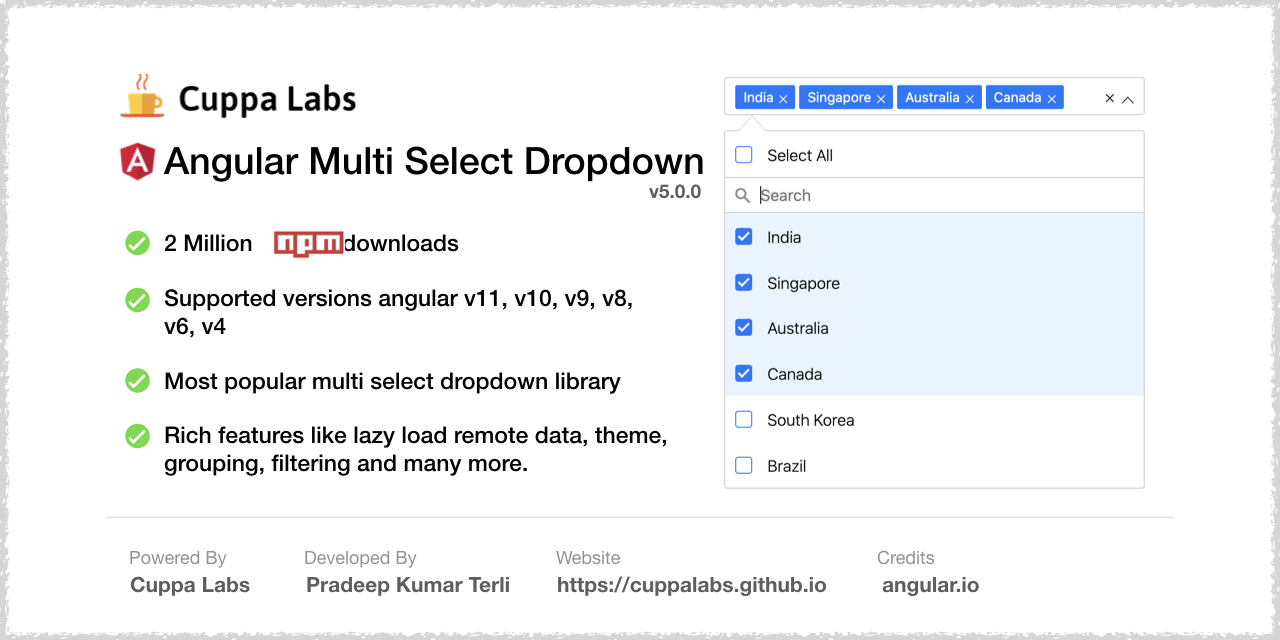 Cuppa Labs
Angular Multi Select Dropdown
v5.0.0
2 Million npm downloads
Supported versions angular v11, v10, v9, v8,
v6, v4
Most popular multi select dropdown library
Rich features like lazy load remote data, theme,
grouping, filtering and many more.
India × Singapore × Australia × Canada ×
Select All
Search
India
Singapore
Australia
Canada
South Korea
Brazil
Powered By
Cuppa Labs
Developed By
Pradeep Kumar Terli
Website
https://cuppalabs.github.io
Credits
angular.io